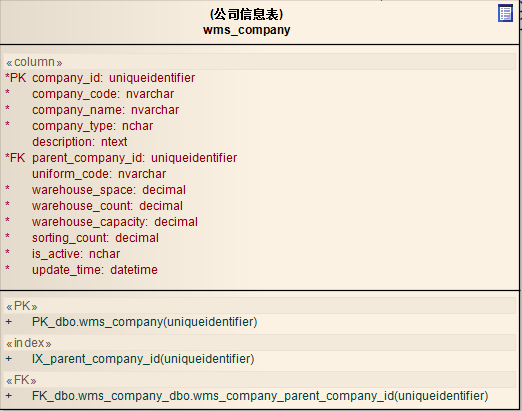 (公司信息表)
wms_company
«column»
*PK company_id: uniqueidentifier
* company_code: nvarchar
* company_name: nvarchar
* company_type: nchar
description: ntext
*FK parent_company_id: uniqueidentifier
uniform_code: nvarchar
* warehouse_space: decimal
* warehouse_count: decimal
* warehouse_capacity: decimal
* sorting_count: decimal
* is_active: nchar
* update_time: datetime
«PK»
+ PK_dbo.wms_company(uniqueidentifier)
«index»
+ IX_parent_company_id(uniqueidentifier)
«FK»
+ FK_dbo.wms_company_dbo.wms_company_parent_company_id(uniqueidentifier)